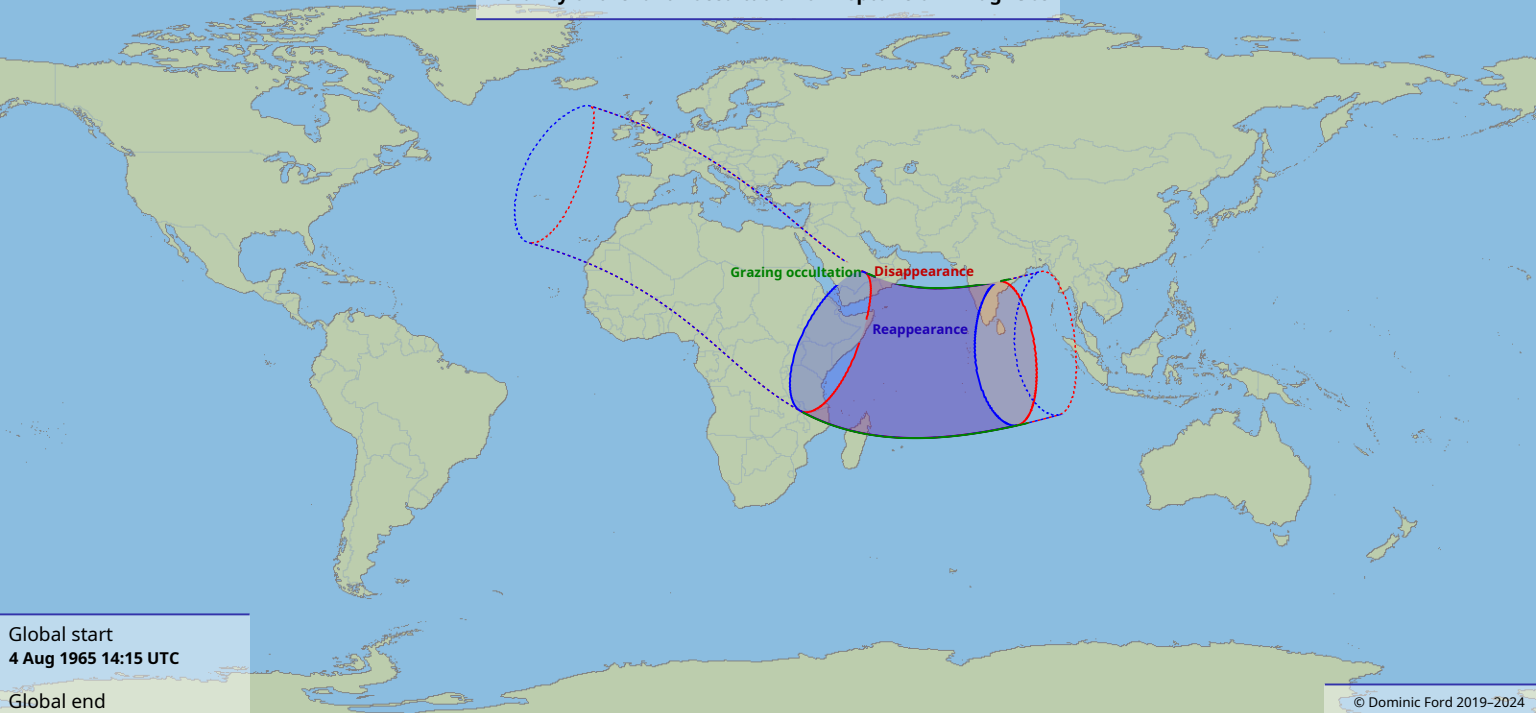 Grazing occultation
Disappearance
Reappearance
Global start
4 Aug 1965 14:15 UTC
Global end
© Dominic Ford 2019–2024